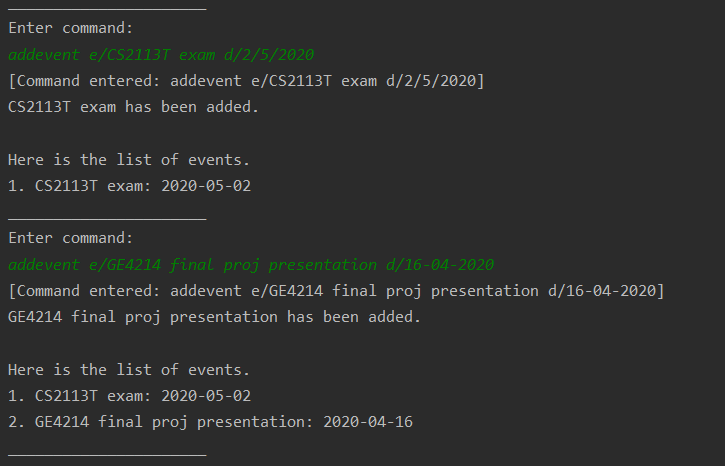 ______________________
Enter command:
addevent e/CS2113T exam d/2/5/2020
[Command entered: addevent e/CS2113T exam d/2/5/2020]
CS2113T exam has been added.

Here is the list of events.
1. CS2113T exam: 2020-05-02
______________________
Enter command:
addevent e/GE4214 final proj presentation d/16-04-2020
[Command entered: addevent e/GE4214 final proj presentation d/16-04-2020]
GE4214 final proj presentation has been added.

Here is the list of events.
1. CS2113T exam: 2020-05-02
2. GE4214 final proj presentation: 2020-04-16
______________________